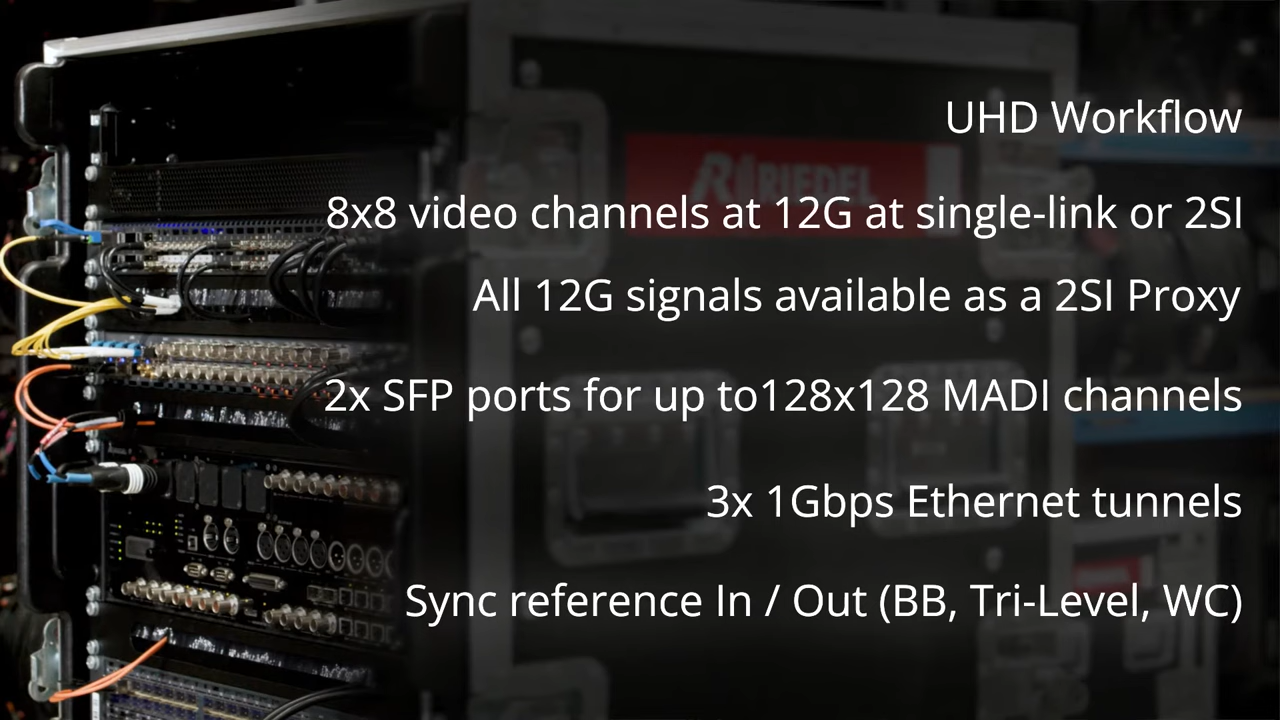 UHD Workflow
RIEDEL
8x8 video channels at 12G at single-link or 2SI
All 12G signals available as a 2SI Proxy
2x SFP ports for up to128x128 MADI channels
3x 1Gbps Ethernet tunnels
Sync reference In / Out (BB, Tri-Level, WC)